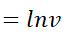 = lnv